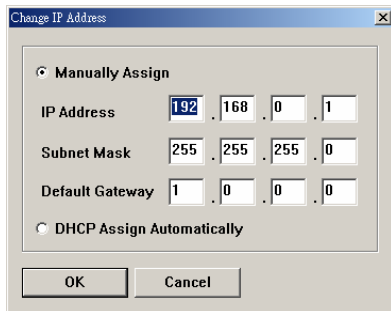 Change IP Address
Manually Assign
IP Address 192 . 168 . 0 . 1
Subnet Mask 255 . 255 . 255 . 0
Default Gateway 1 . 0 . 0 . 0
DHCP Assign Automatically
OK Cancel